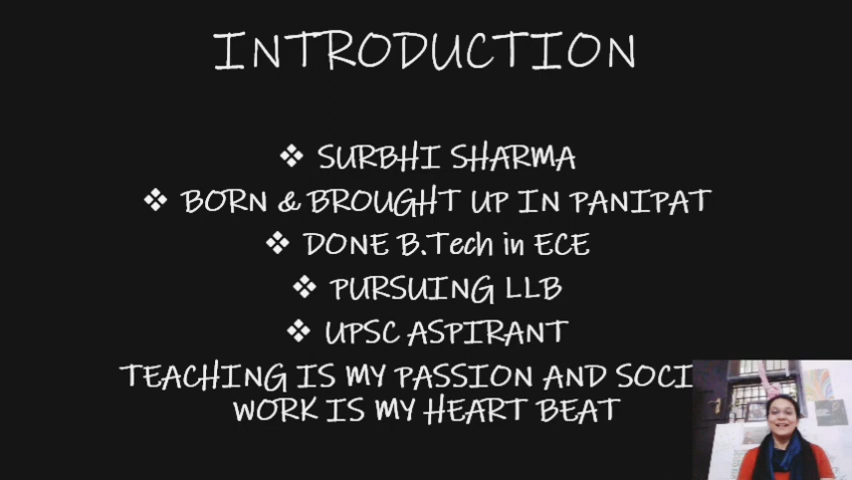 INTRODUCTION
❖ SURBHI SHARMA
❖ BORN & BROUGHT UP IN PANIPAT
❖ DONE B.Tech in ECE
❖ PURSUING LLB
❖ UPSC ASPIRANT
TEACHING IS MY PASSION AND SOCI
WORK IS MY HEART BEAT